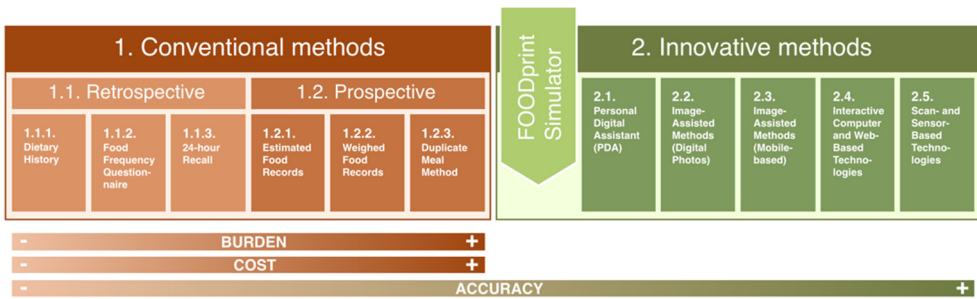 1. Conventional methods
FOODprint
Simulator
2. Innovative methods
1.1. Retrospective
1.2. Prospective
1.1.1.
Dietary
History
1.1.2.
Food
Frequency
Question-
naire
1.1.3.
24-hour
Recall
1.2.1.
Estimated
Food
Records
1.2.2.
Weighed
Food
Records
1.2.3.
Duplicate
Meal
Method
2.1.
Personal
Digital
Assistant
(PDA)
2.2.
Image-
Assisted
Methods
(Digital
Photos)
2.3.
Image-
Assisted
Methods
(Mobile-
based)
2.4.
Interactive
Computer
and Web-
Based
Techno-
logies
2.5.
Scan- and
Sensor-
Based
Techno-
logies
- BURDEN +
- COST +
- ACCURACY +